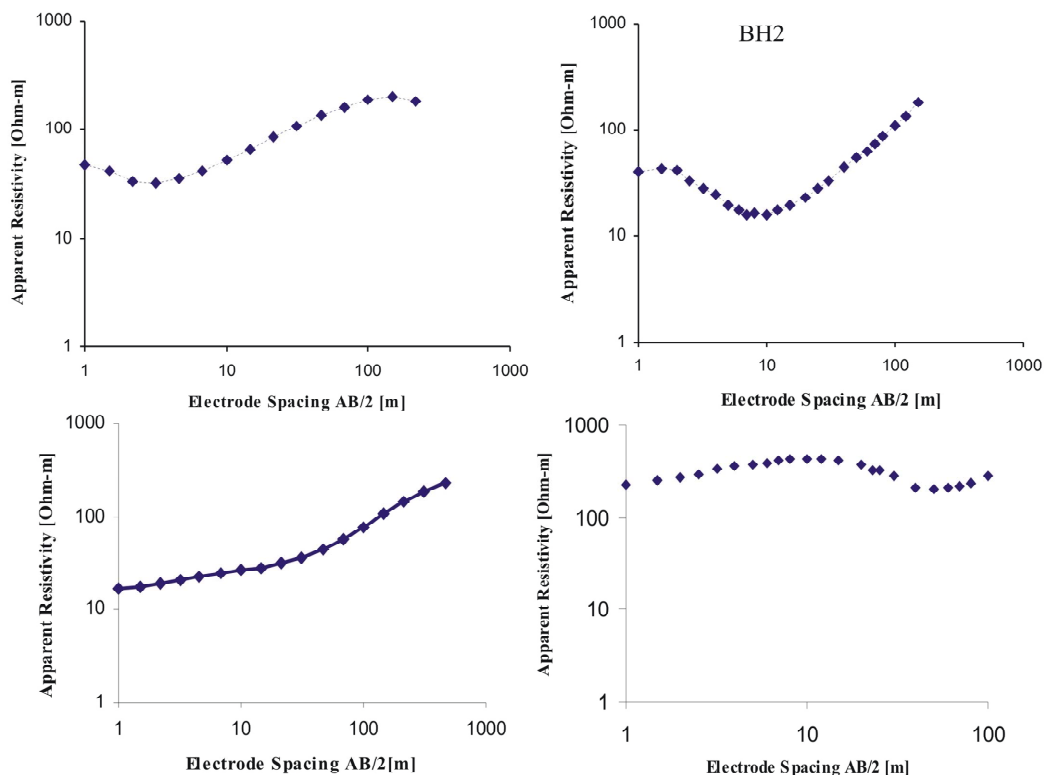 1000
100
10
1
Apparent Resistivity [Ohm-m]
1 10 100 1000
Electrode Spacing AB/2 [m]
BH2
1000
100
10
1
Apparent Resistivity [Ohm-m]
1 10 100 1000
Electrode Spacing AB/2 [m]
1000
100
10
1
Apparent Resistivity [Ohm-m]
1 10 100 1000
Electrode Spacing AB/2[m]
1000
100
10
1
Apparent Resistivity [Ohm-m]
1 10 100
Electrode Spacing AB/2 [m]